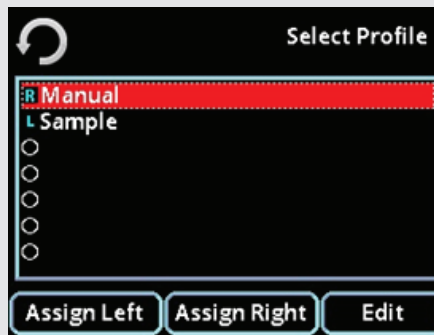 Select Profile
R Manual
L Sample
Assign Left Assign Right Edit